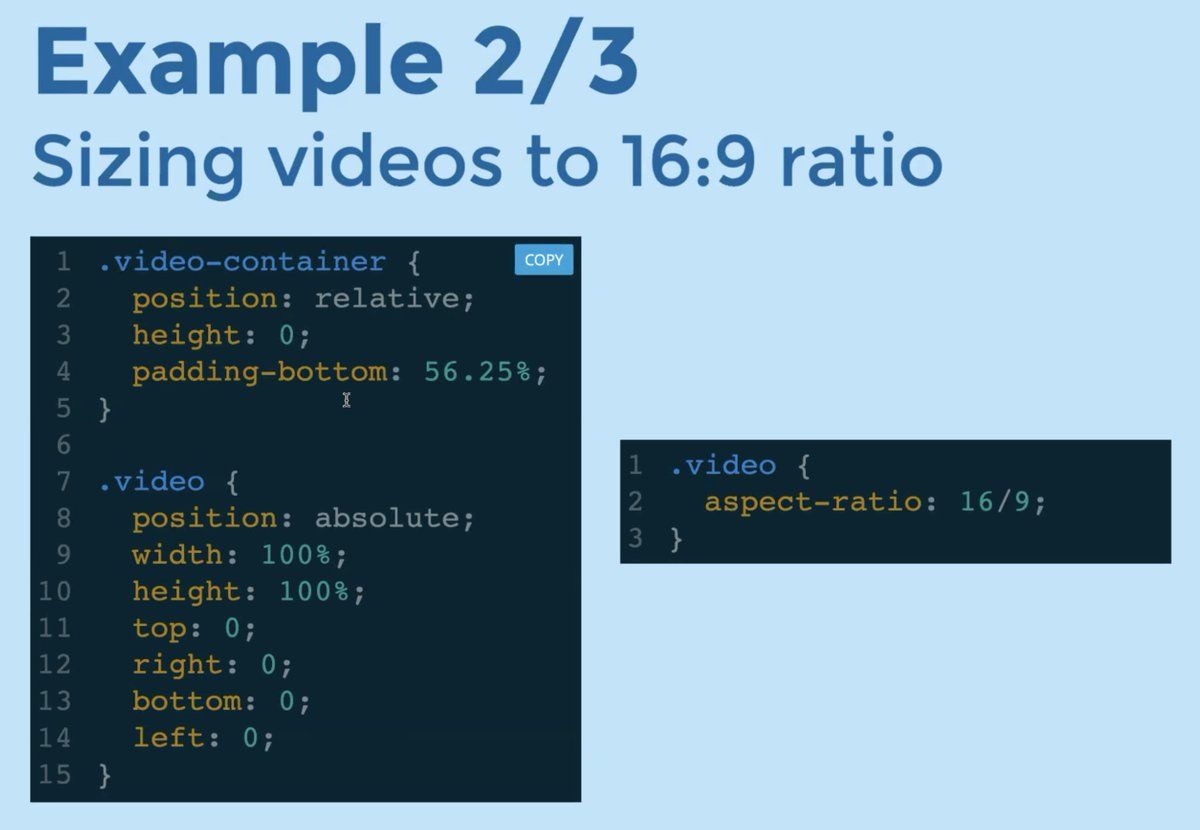 Example 2/3
Sizing videos to 16:9 ratio
COPY
1 .video-container {
2   position: relative;
3   height: 0;
4   padding-bottom: 56.25%;
5 }
6
7 .video {
8   position: absolute;
9   width: 100%;
10   height: 100%;
11   top: 0;
12   right: 0;
13   bottom: 0;
14   left: 0;
15 }
1 .video {
2   aspect-ratio: 16/9;
3 }